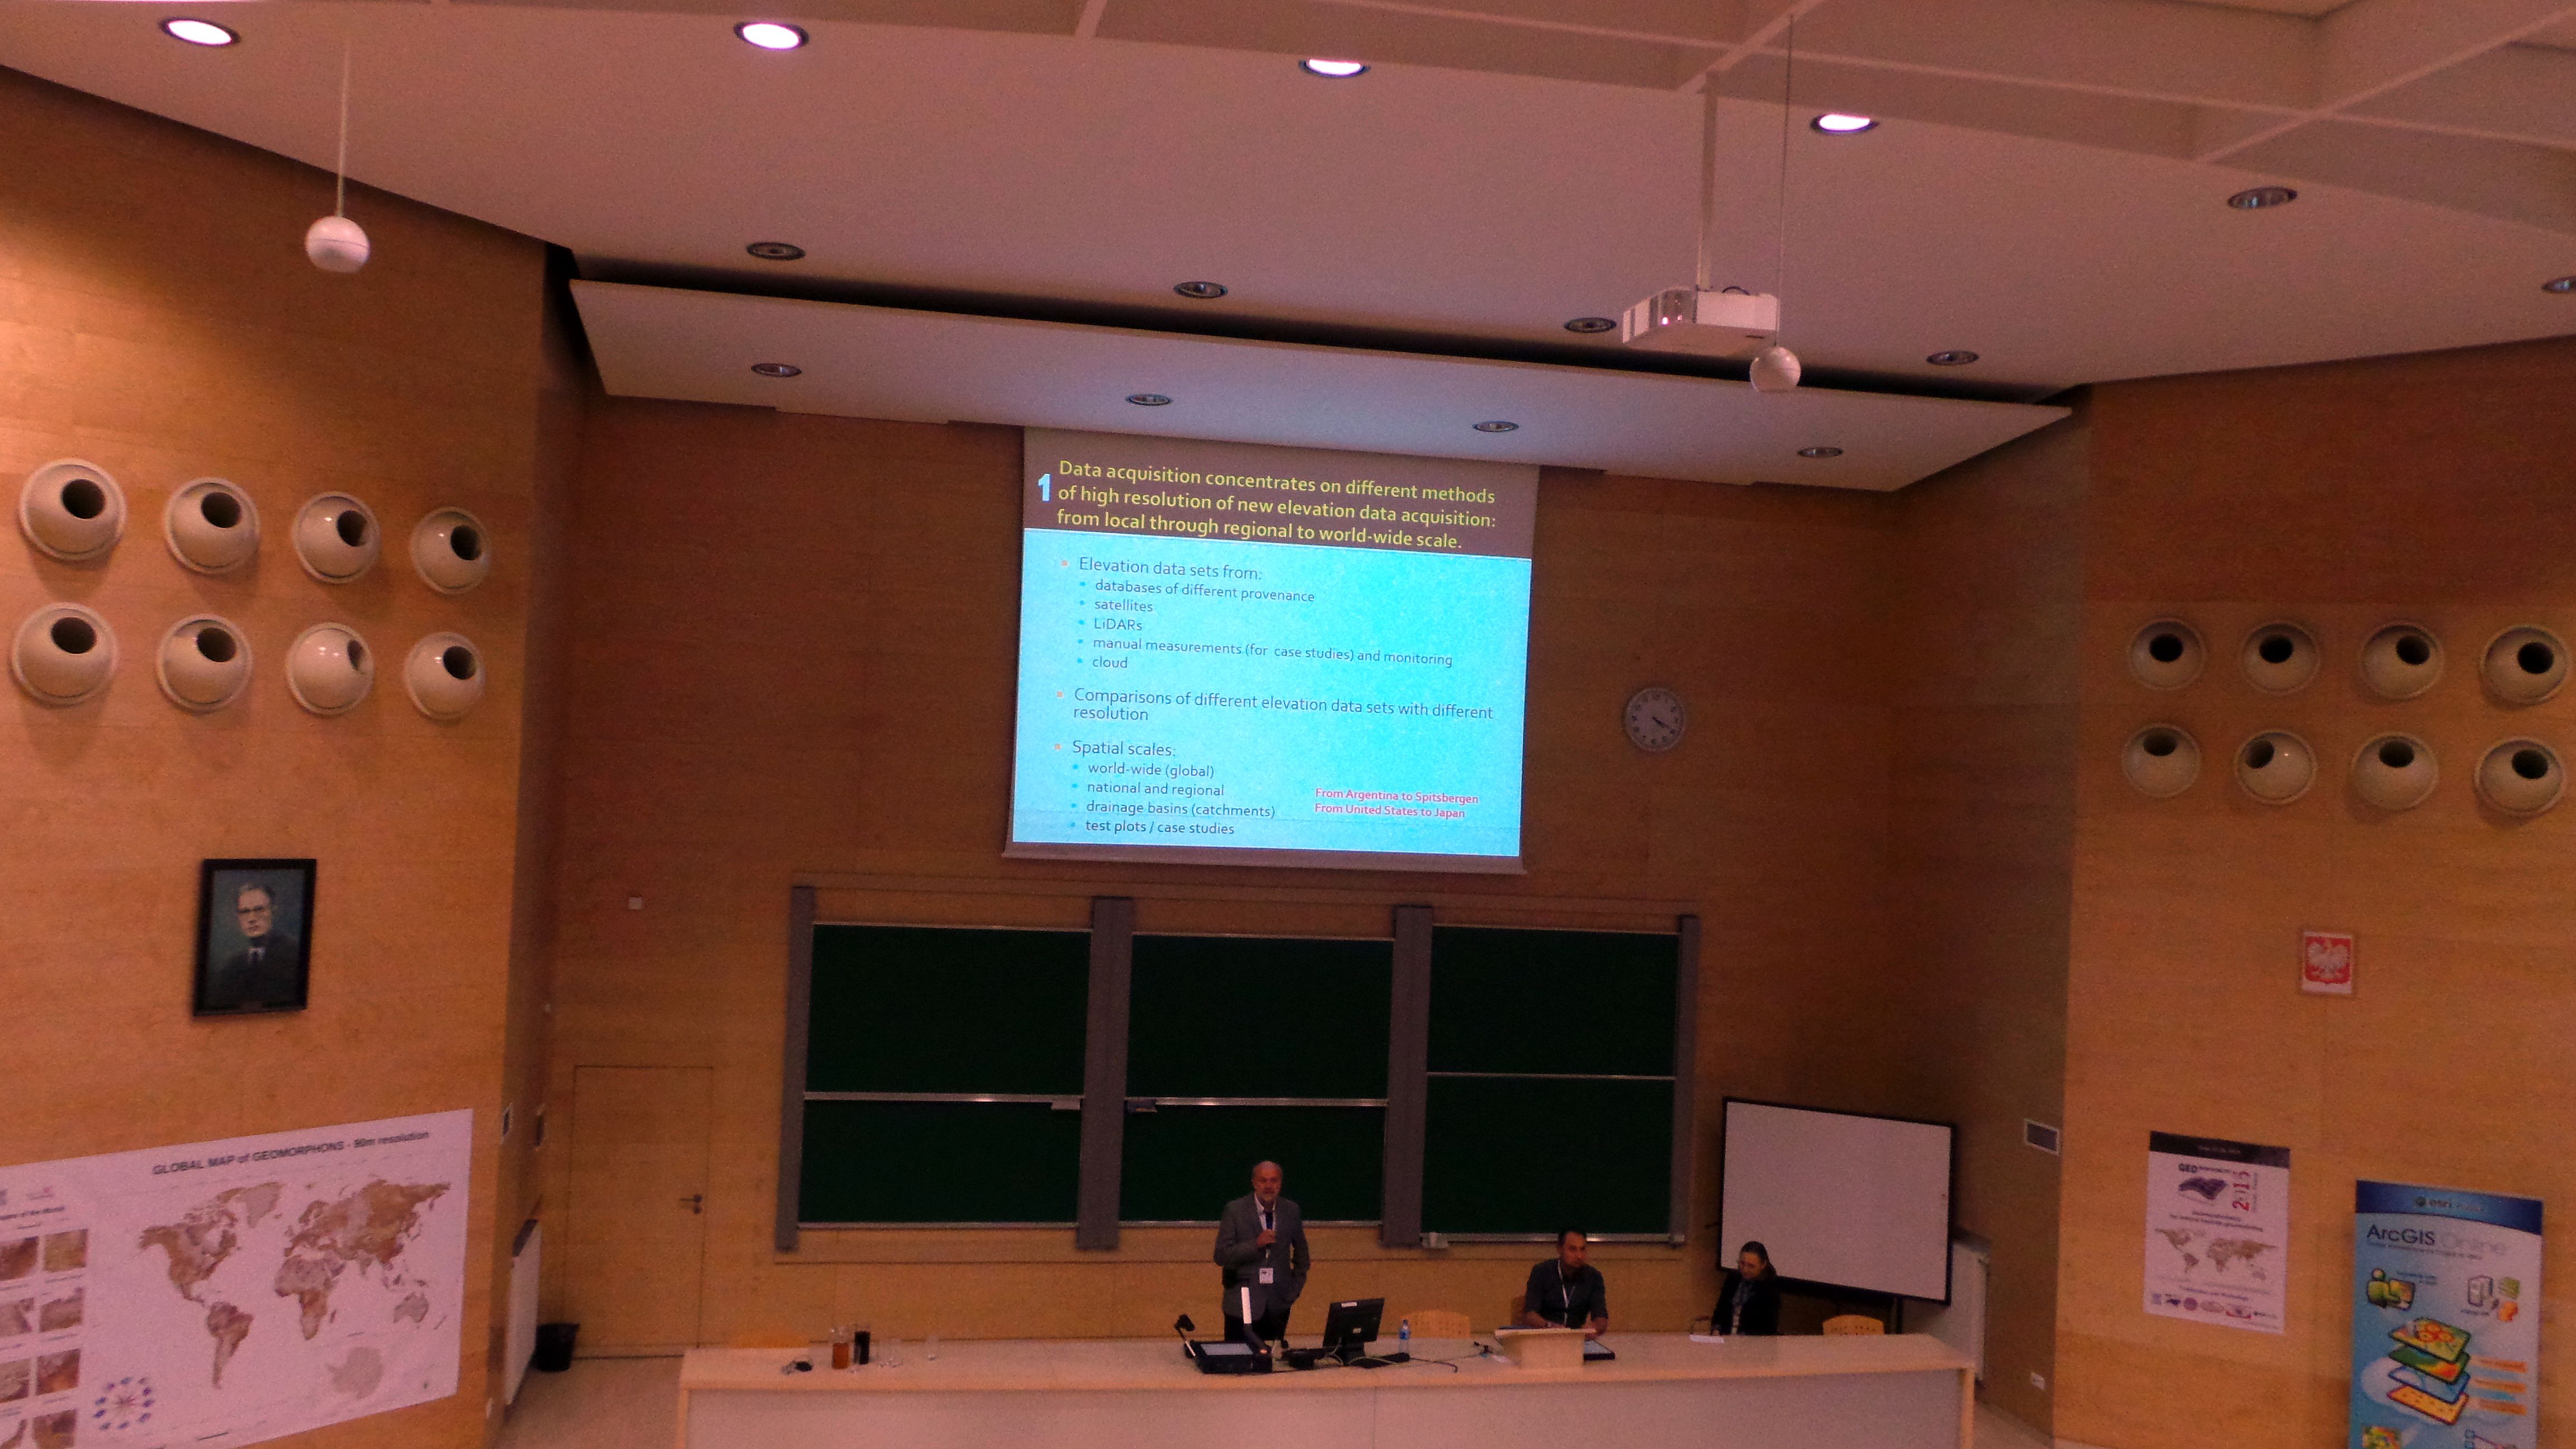 1
Data acquisition concentrates on different methods
of high resolution of new elevation data acquisition:
from local through regional to world-wide scale.
Elevation data sets from:
databases of different provenance
satellites
LiDARs
manual measurements (for case studies) and monitoring
cloud
Comparisons of different elevation data sets with different
resolution
Spatial scales:
world-wide (global)
national and regional
drainage basins (catchments)
test plots / case studies
From Argentina to Spitsbergen
From United States to Japan
GLOBAL MAP of GEOMORPHONS - 90m resolution
2015
esri
ArcGIS Online